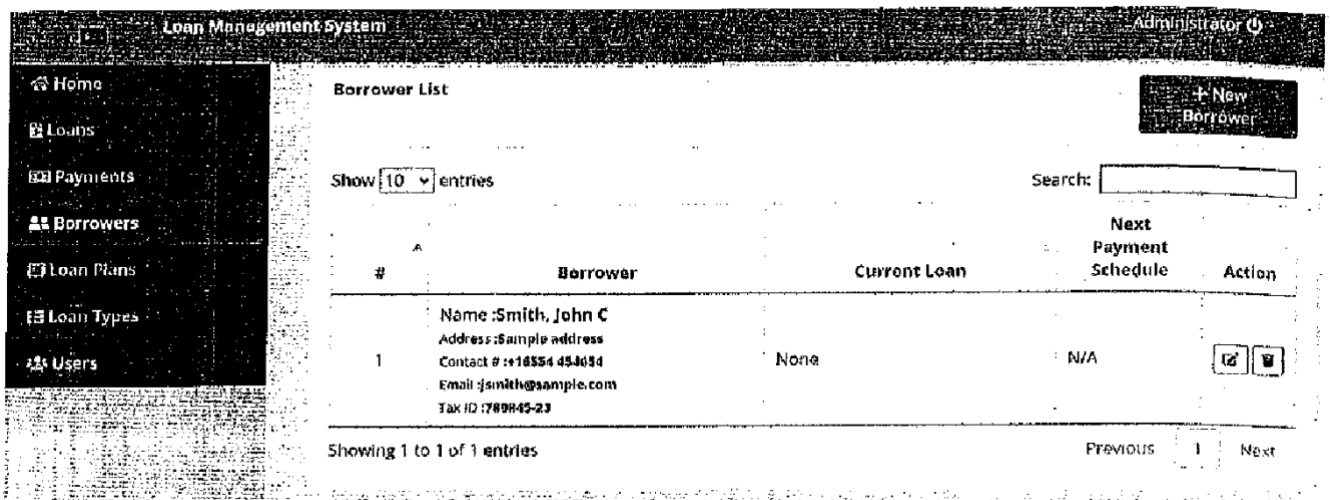 Loan Management System
Administrator
Home
Loans
Payments
Borrowers
Loan Plans
Loan Types
Users
Borrower List
+ New
Borrower
Show 10 entries
Search:
# Borrower Current Loan Next Payment Schedule Action
Name :Smith, John C
Address :Sample address
Contact # :+16554 454654
Email :jsmith@sample.com
Tax ID :789845-23
1 None N/A
Showing 1 to 1 of 1 entries
Previous 1 Next